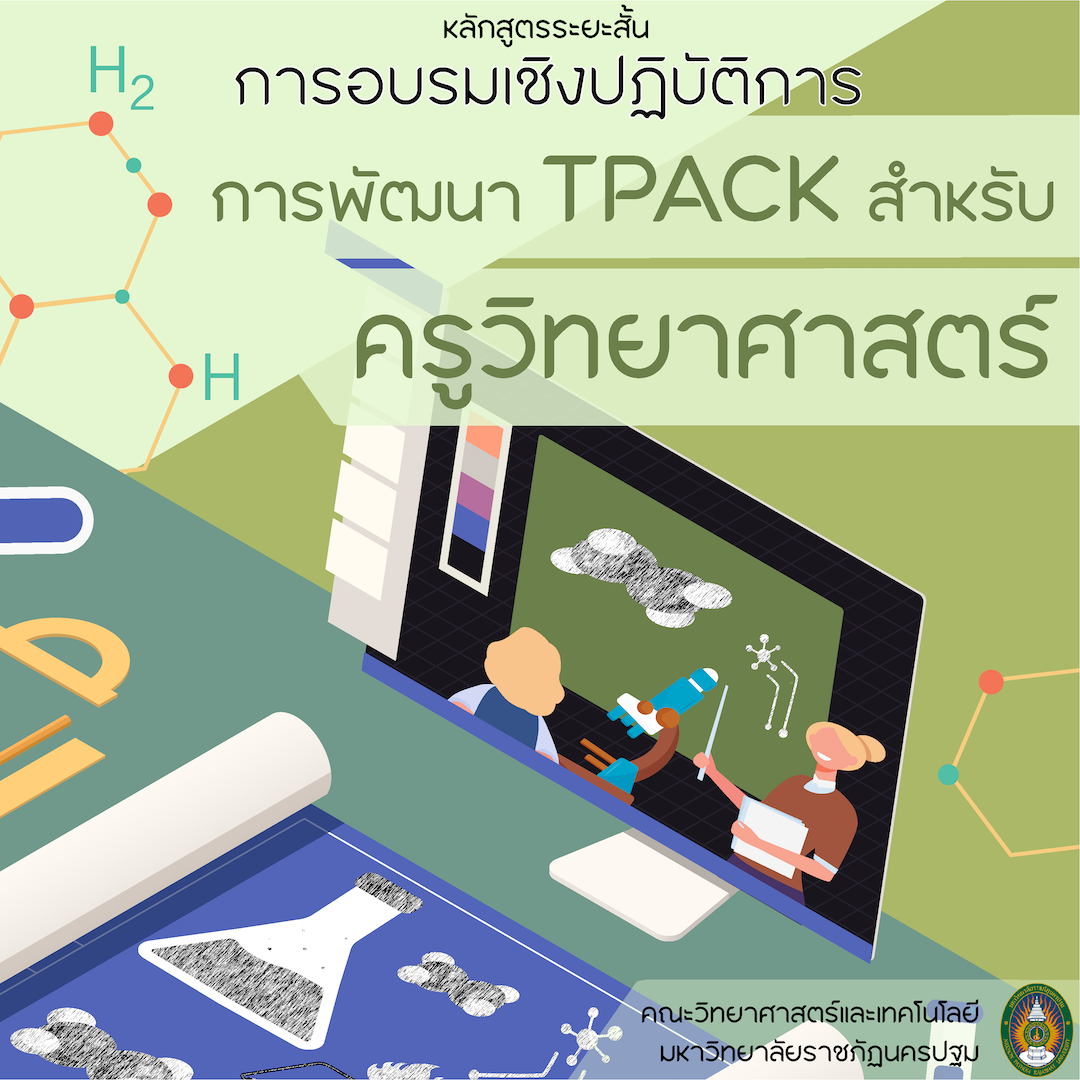 หลักสูตรระยะสั้น
การอบรมเชิงปฏิบัติการ
H2
การพัฒนา TPACK สำหรับ
ครูวิทยาศาสตร์
H
คณะวิทยาศาสตร์และเทคโนโลยี
มหาวิทยาลัยราชภัฏนครปฐม